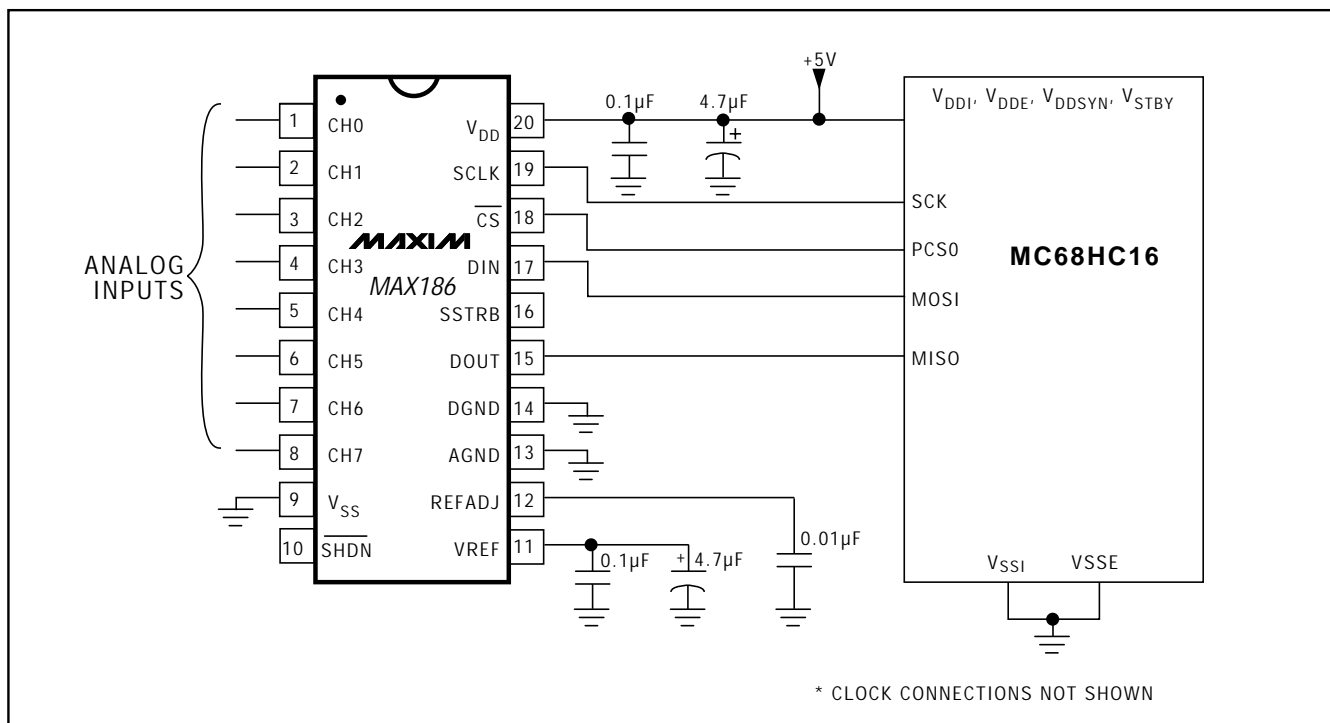 +5V
0.1µF
4.7µF
+
VDDI, VDDE, VDDSYN, VSTBY
1 CH0 VDD 20
2 CH1 SCLK 19
SCK
3 CH2 CS 18
MAXIM
PCS0
MC68HC16
ANALOG
INPUTS
4 CH3 DIN 17
MAX186
MOSI
5 CH4 SSTRB 16
6 CH5 DOUT 15
MISO
7 CH6 DGND 14
8 CH7 AGND 13
9 VSS REFADJ 12
10 SHDN VREF 11
0.1µF
+
4.7µF
0.01µF
VSSI VSSE
* CLOCK CONNECTIONS NOT SHOWN